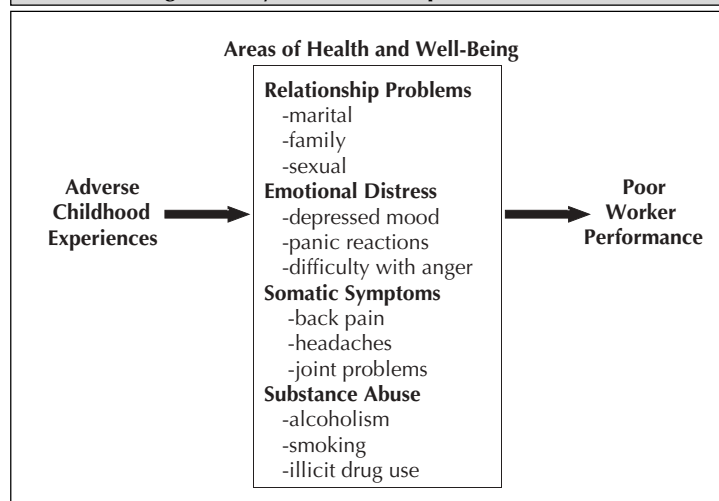 Areas of Health and Well-Being
Relationship Problems
-marital
-family
-sexual
Adverse
Childhood
Experiences
Emotional Distress
-depressed mood
-panic reactions
-difficulty with anger
Poor
Worker
Performance
Somatic Symptoms
-back pain
-headaches
-joint problems
Substance Abuse
-alcoholism
-smoking
-illicit drug use